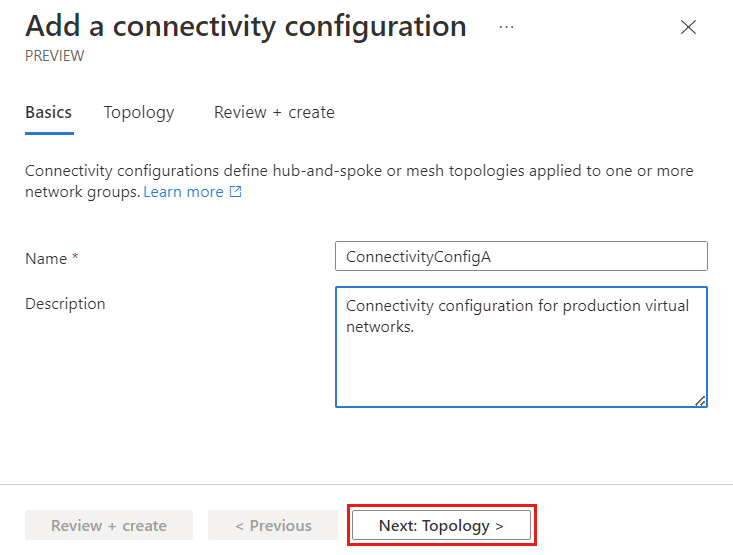 Add a connectivity configuration ...
PREVIEW
Basics Topology Review + create
Connectivity configurations define hub-and-spoke or mesh topologies applied to one or more
network groups. Learn more
Name * ConnectivityConfigA
Description Connectivity configuration for production virtual
networks.
Review + create < Previous Next: Topology >